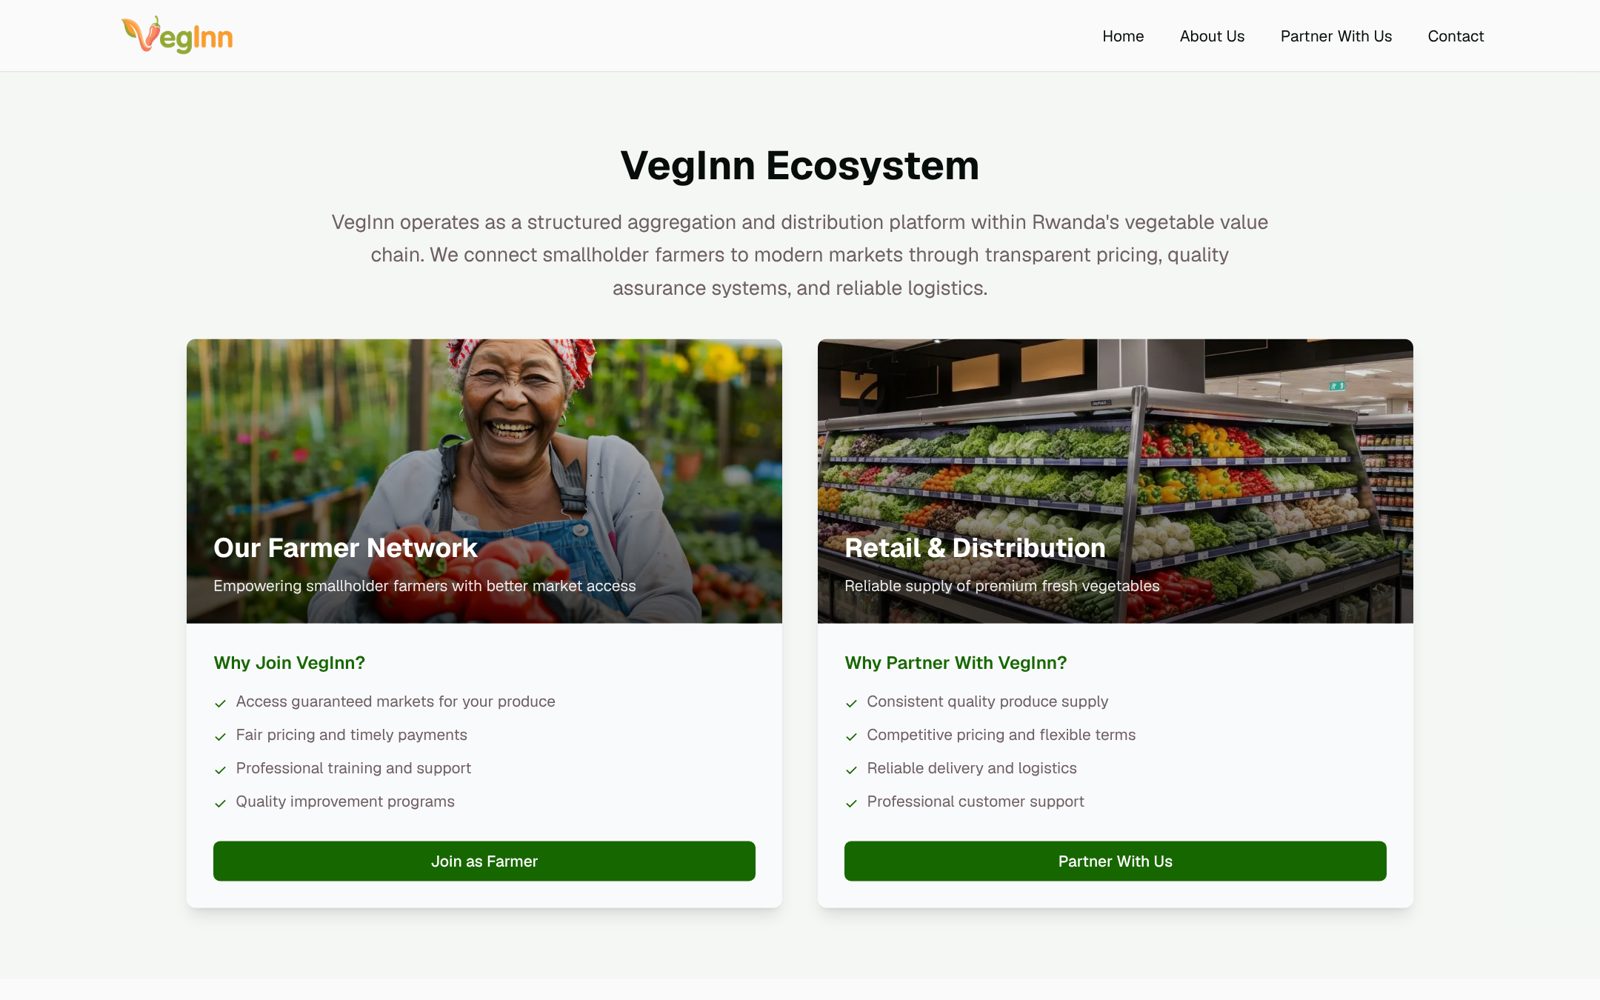 VegInn
Home
About Us
Partner With Us
Contact
VegInn Ecosystem
VegInn operates as a structured aggregation and distribution platform within Rwanda's vegetable value
chain. We connect smallholder farmers to modern markets through transparent pricing, quality
assurance systems, and reliable logistics.
Our Farmer Network
Empowering smallholder farmers with better market access
Why Join VegInn?
Access guaranteed markets for your produce
Fair pricing and timely payments
Professional training and support
Quality improvement programs
Join as Farmer
Retail & Distribution
Reliable supply of premium fresh vegetables
Why Partner With VegInn?
Consistent quality produce supply
Competitive pricing and flexible terms
Reliable delivery and logistics
Professional customer support
Partner With Us